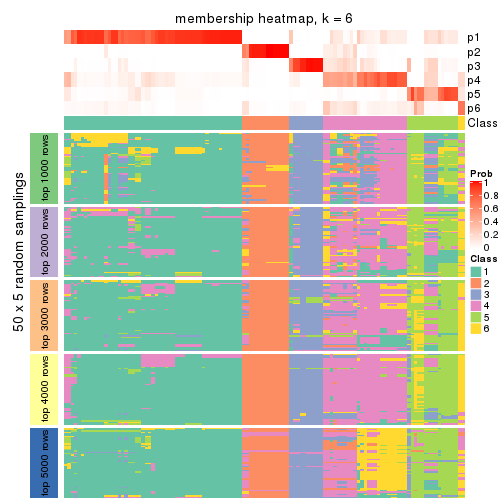 membership heatmap, k = 6
p1
p2
p3
p4
p5
p6
Class
50 x 5 random samplings
top 1000 rows
top 2000 rows
top 3000 rows
top 4000 rows
top 5000 rows
Prob
1
0.8
0.6
0.4
0.2
0
Class
1
2
3
4
5
6